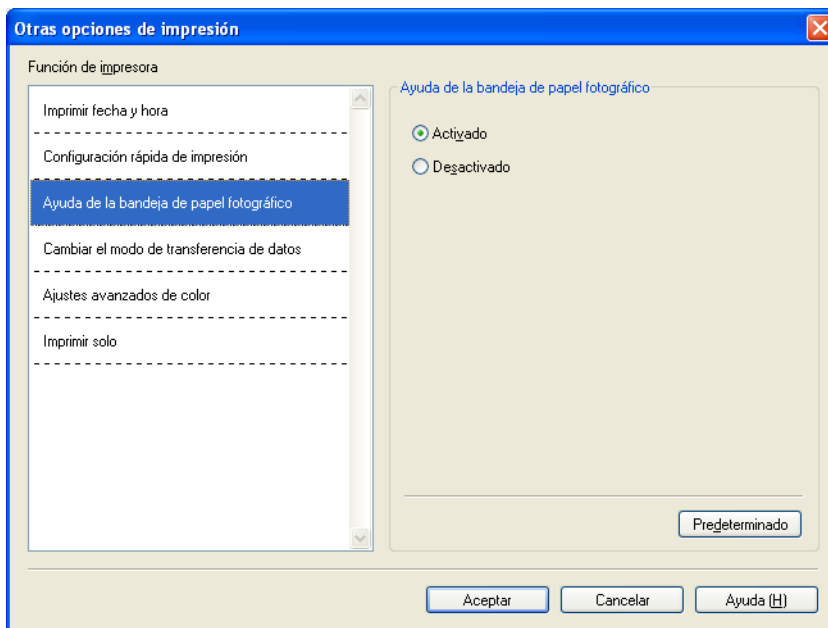 Otras opciones de impresión
Función de impresora
Imprimir fecha y hora
Configuración rápida de impresión
Ayuda de la bandeja de papel fotográfico
Cambiar el modo de transferencia de datos
Ajustes avanzados de color
Imprimir solo
Ayuda de la bandeja de papel fotográfico
Activado
Desactivado
Predeterminado
Aceptar
Cancelar
Ayuda (H)